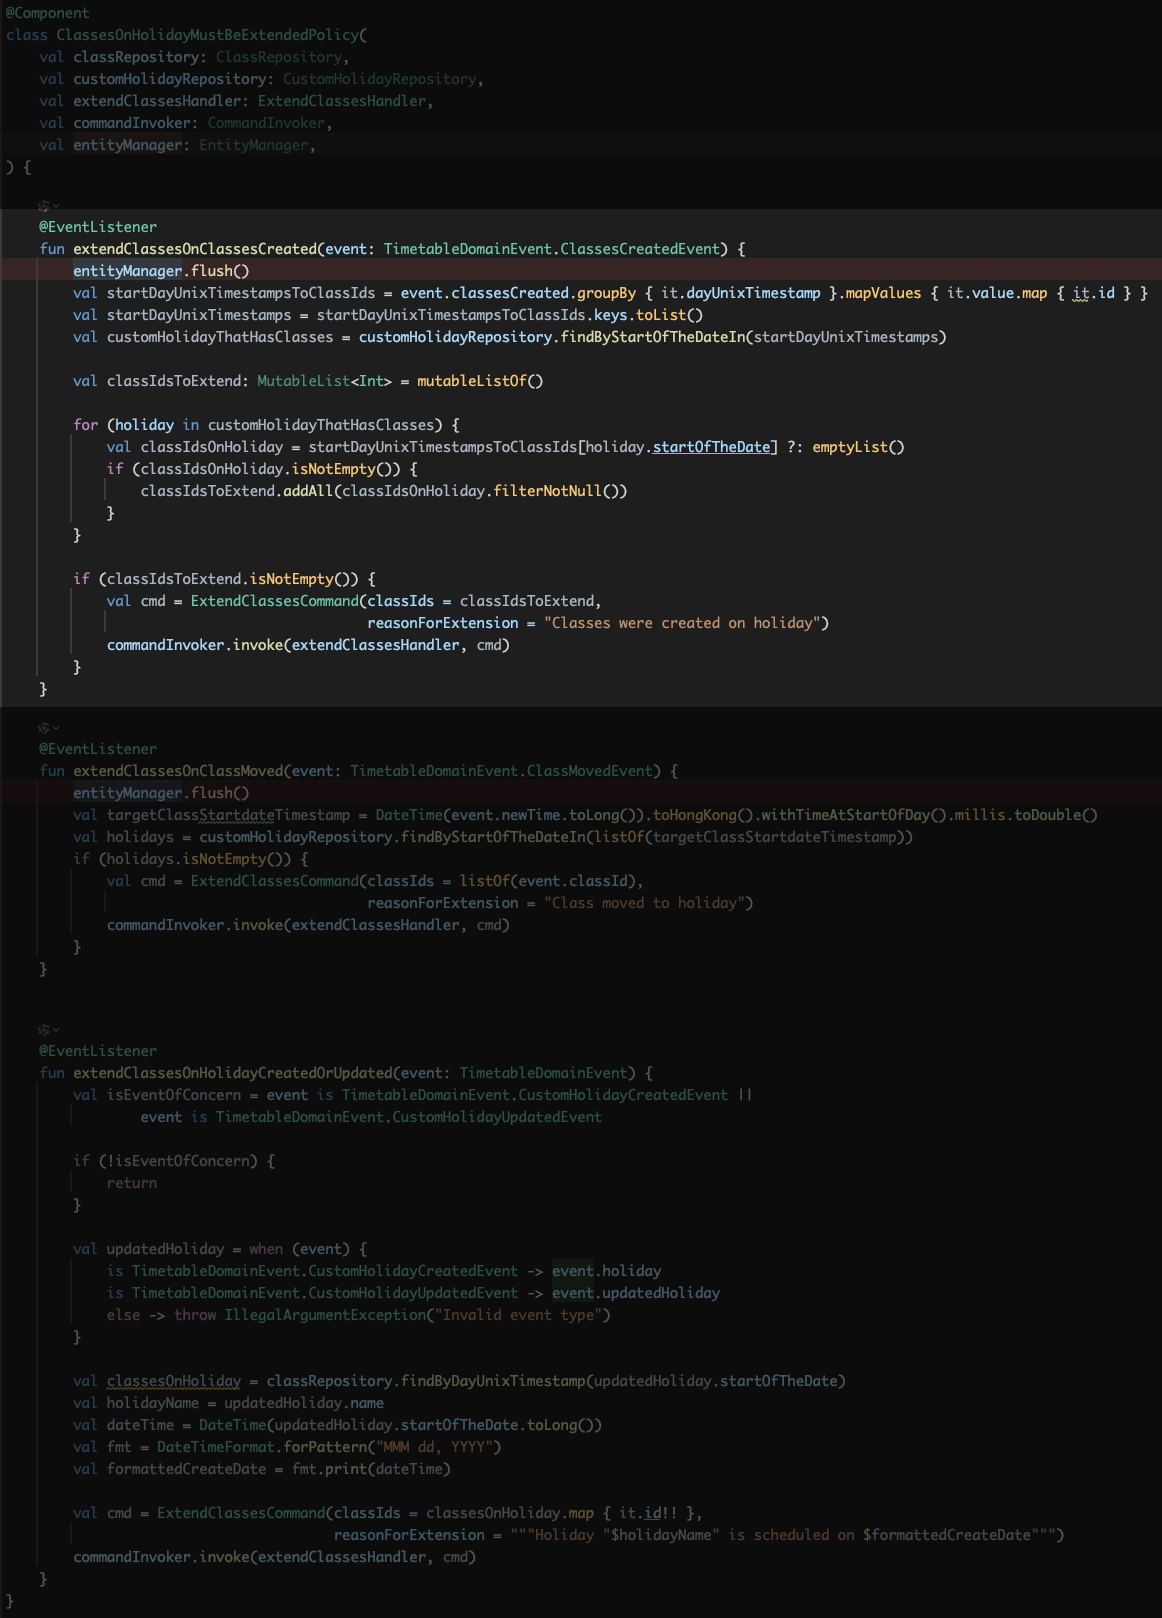 @Component
class ClassesOnHolidayMustBeExtendedPolicy(
    val classRepository: ClassRepository,
    val customHolidayRepository: CustomHolidayRepository,
    val extendClassesHandler: ExtendClassesHandler,
    val commandInvoker: CommandInvoker,
    val entityManager: EntityManager,
) {
    @EventListener
    fun extendClassesOnClassesCreated(event: TimetableDomainEvent.ClassesCreatedEvent) {
        entityManager.flush()
        val startDayUnixTimestampsToClassIds = event.classesCreated.groupBy { it.dayUnixTimestamp }.mapValues { it.value.map { it.id } }
        val startDayUnixTimestamps = startDayUnixTimestampsToClassIds.keys.toList()
        val customHolidayThatHasClasses = customHolidayRepository.findByStartOfTheDateIn(startDayUnixTimestamps)
        val classIdsToExtend: MutableList<Int> = mutableListOf()
        for (holiday in customHolidayThatHasClasses) {
            val classIdsOnHoliday = startDayUnixTimestampsToClassIds[holiday.startOfTheDate] ?: emptyList()
            if (classIdsOnHoliday.isNotEmpty()) {
                classIdsToExtend.addAll(classIdsOnHoliday.filterNotNull())
            }
        }
        if (classIdsToExtend.isNotEmpty()) {
            val cmd = ExtendClassesCommand(classIds = classIdsToExtend,
                                           reasonForExtension = "Classes were created on holiday")
            commandInvoker.invoke(extendClassesHandler, cmd)
        }
    }
    @EventListener
    fun extendClassesOnClassMoved(event: TimetableDomainEvent.ClassMovedEvent) {
        entityManager.flush()
        val targetClassStartdateTimestamp = DateTime(event.newTime.toLong()).toHongKong().withTimeAtStartOfDay().millis.toDouble()
        val holidays = customHolidayRepository.findByStartOfTheDateIn(listOf(targetClassStartdateTimestamp))
        if (holidays.isNotEmpty()) {
            val cmd = ExtendClassesCommand(classIds = listOf(event.classId),
                                           reasonForExtension = "Class moved to holiday")
            commandInvoker.invoke(extendClassesHandler, cmd)
        }
    }
    @EventListener
    fun extendClassesOnHolidayCreatedOrUpdated(event: TimetableDomainEvent) {
        val isEventOfConcern = event is TimetableDomainEvent.CustomHolidayCreatedEvent ||
                event is TimetableDomainEvent.CustomHolidayUpdatedEvent
        if (!isEventOfConcern) {
            return
        }
        val updatedHoliday = when (event) {
            is TimetableDomainEvent.CustomHolidayCreatedEvent -> event.holiday
            is TimetableDomainEvent.CustomHolidayUpdatedEvent -> event.updatedHoliday
            else -> throw IllegalArgumentException("Invalid event type")
        }
        val classesOnHoliday = classRepository.findByDayUnixTimestamp(updatedHoliday.startOfTheDate)
        val holidayName = updatedHoliday.name
        val dateTime = DateTime(updatedHoliday.startOfTheDate.toLong())
        val fmt = DateTimeFormat.forPattern("MMM dd, YYYY")
        val formattedCreateDate = fmt.print(dateTime)
        val cmd = ExtendClassesCommand(classIds = classesOnHoliday.map { it.id!! },
                                       reasonForExtension = """Holiday "$holidayName" is scheduled on $formattedCreateDate""")
        commandInvoker.invoke(extendClassesHandler, cmd)
    }
}